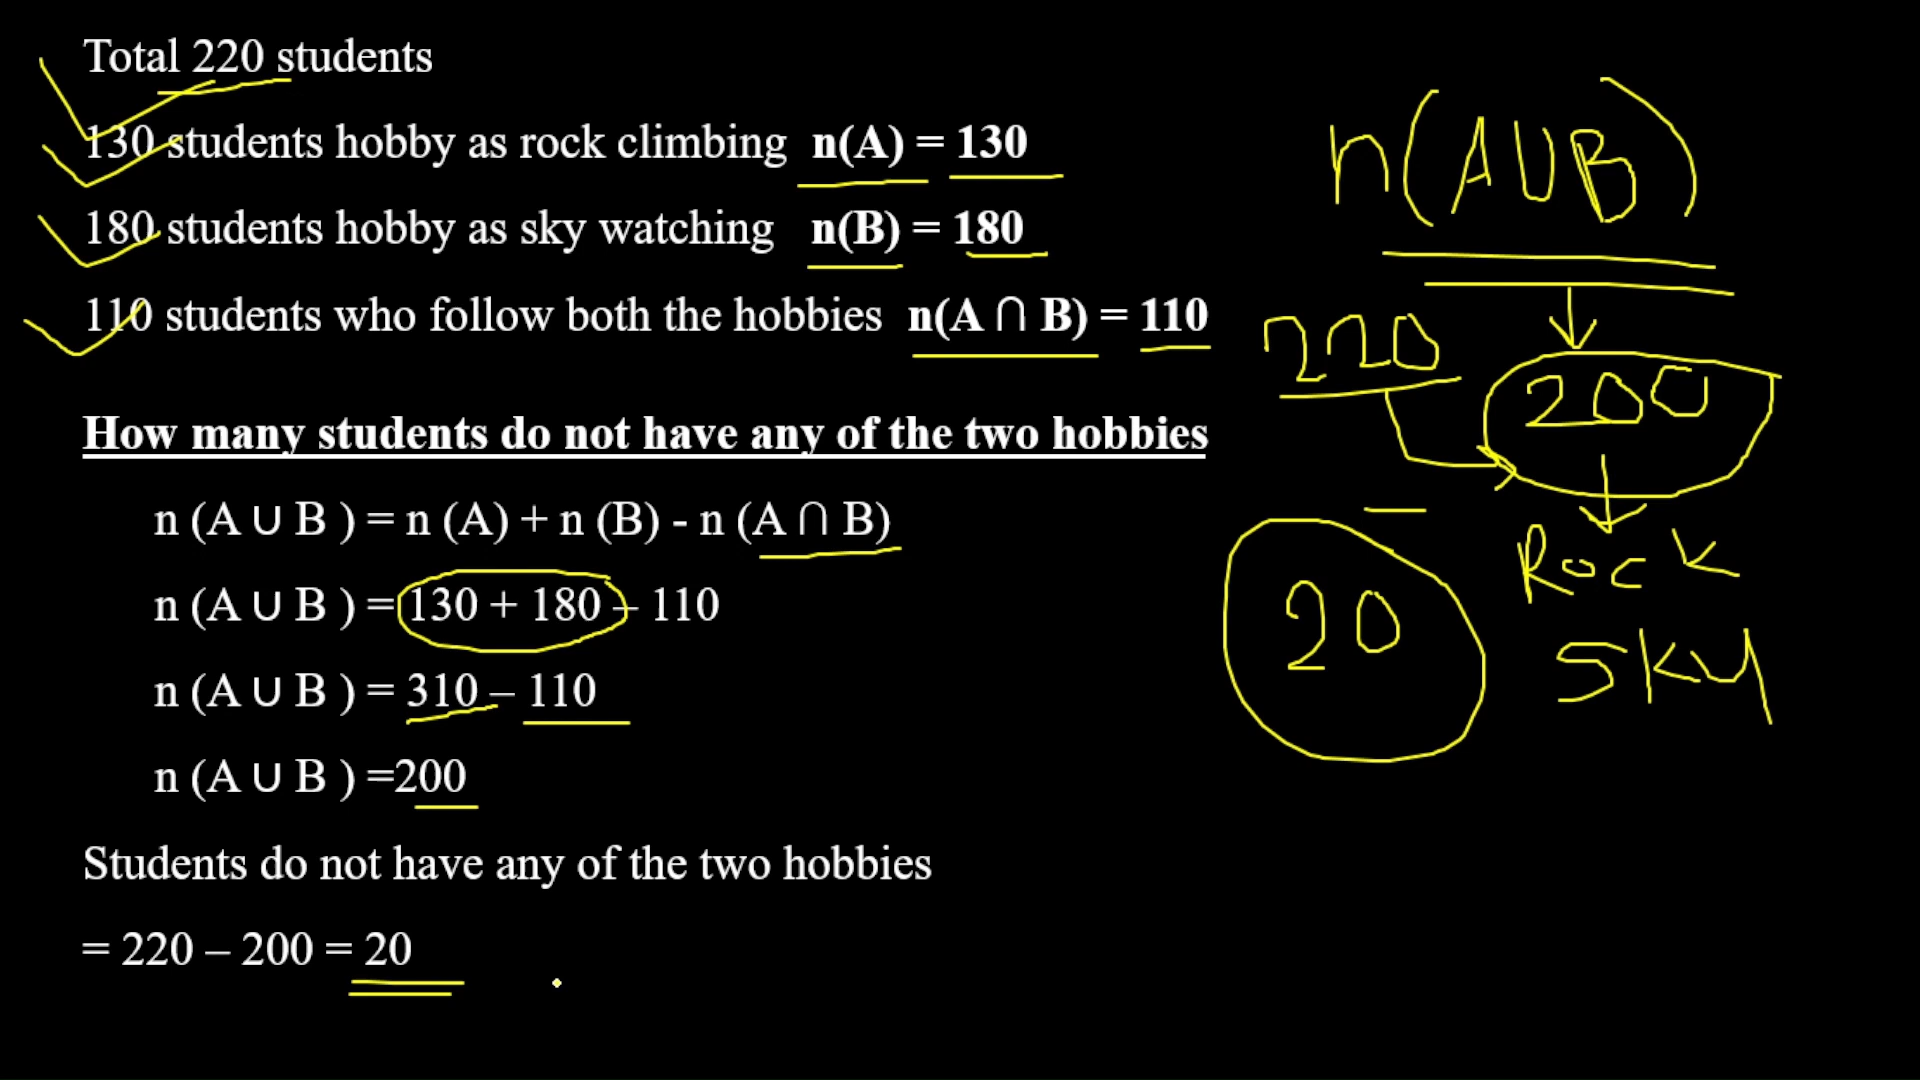 Total 220 students
130 students hobby as rock climbing n(A) = 130
180 students hobby as sky watching n(B) = 180
110 students who follow both the hobbies n(A ∩ B) = 110
How many students do not have any of the two hobbies
n (A ∪ B ) = n (A) + n (B) - n (A ∩ B)
n (A ∪ B ) = 130 + 180 – 110
n (A ∪ B ) = 310 – 110
n (A ∪ B ) =200
Students do not have any of the two hobbies
= 220 – 200 = 20
n(A∪B)
220
200
Rock
Sky
20